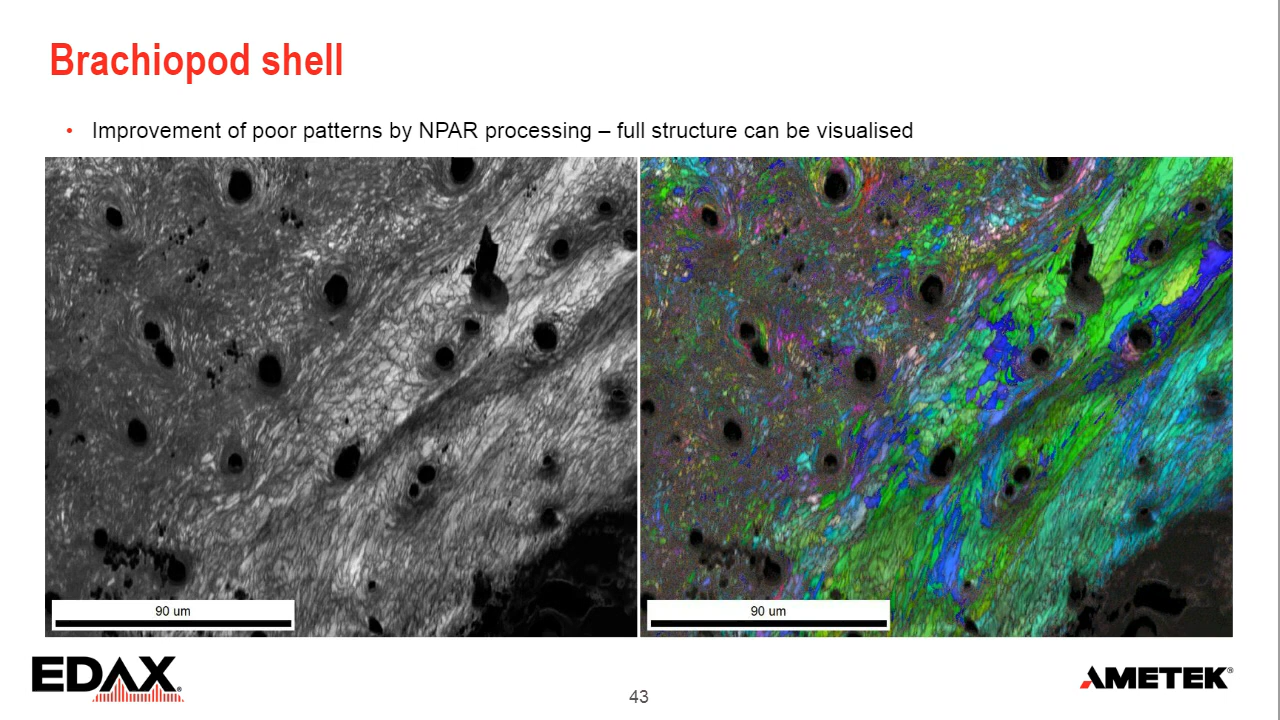 Brachiopod shell
• Improvement of poor patterns by NPAR processing – full structure can be visualised
90 um
90 um
EDAX
43
AMETEK®